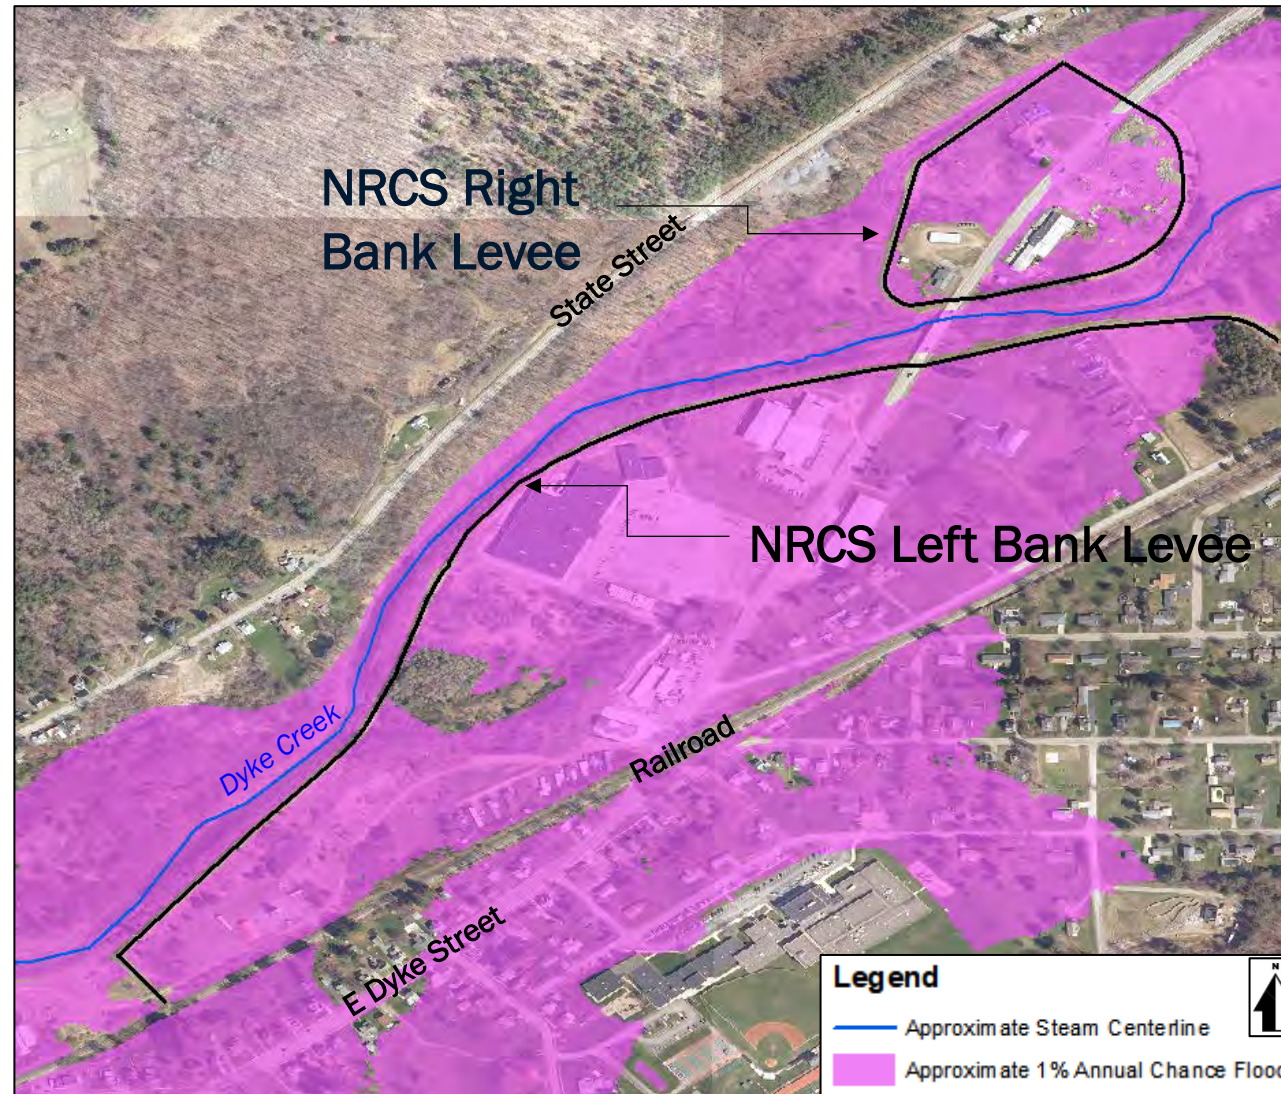 NRCS Right
Bank Levee
State Street
NRCS Left Bank Levee
Dyke Creek
Railroad
E Dyke Street
Legend
N
Approximate Steam Centerline
Approximate 1% Annual Chance Flood